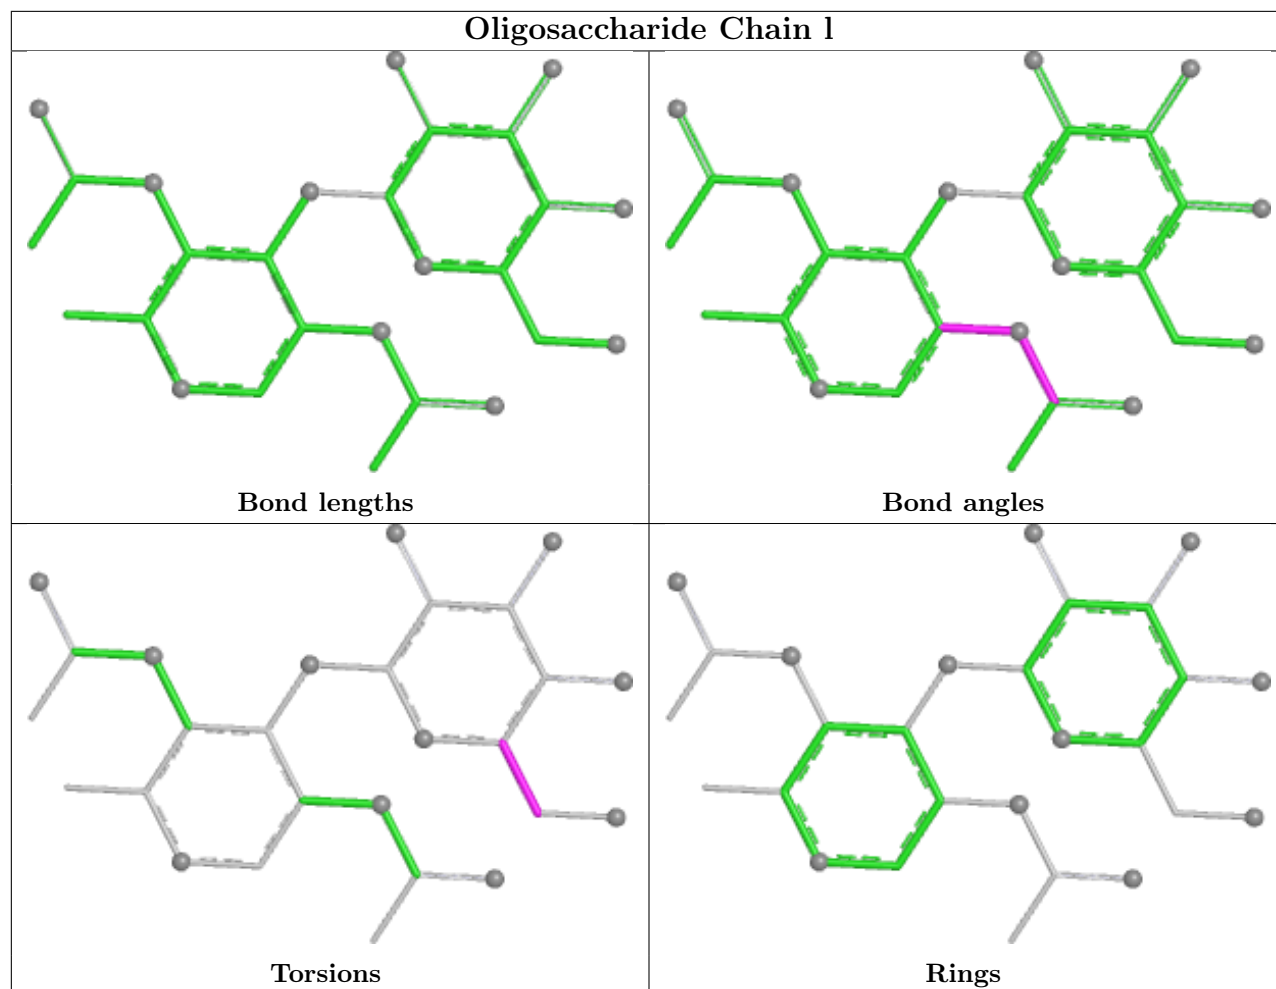 Oligosaccharide Chain l
Bond lengths
Bond angles
Torsions
Rings